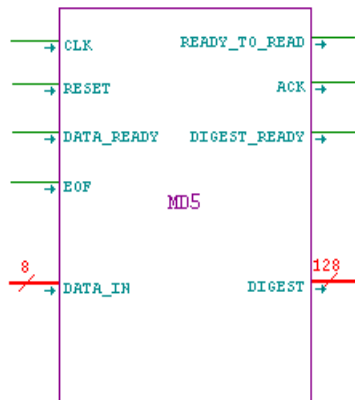 CLK READY_TO_READ
RESET ACK
DATA_READY DIGEST_READY
EOF
MD5
8 128
DATA_IN DIGEST